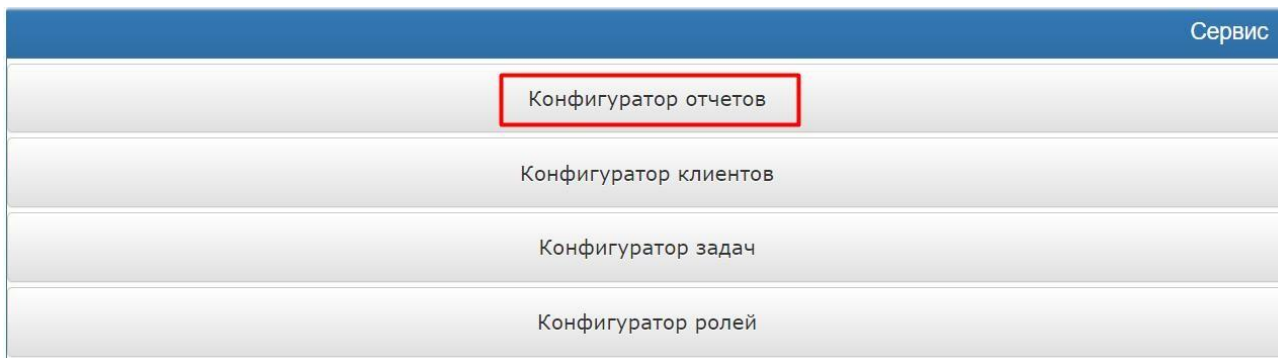 Сервис
Конфигуратор отчетов
Конфигуратор клиентов
Конфигуратор задач
Конфигуратор ролей